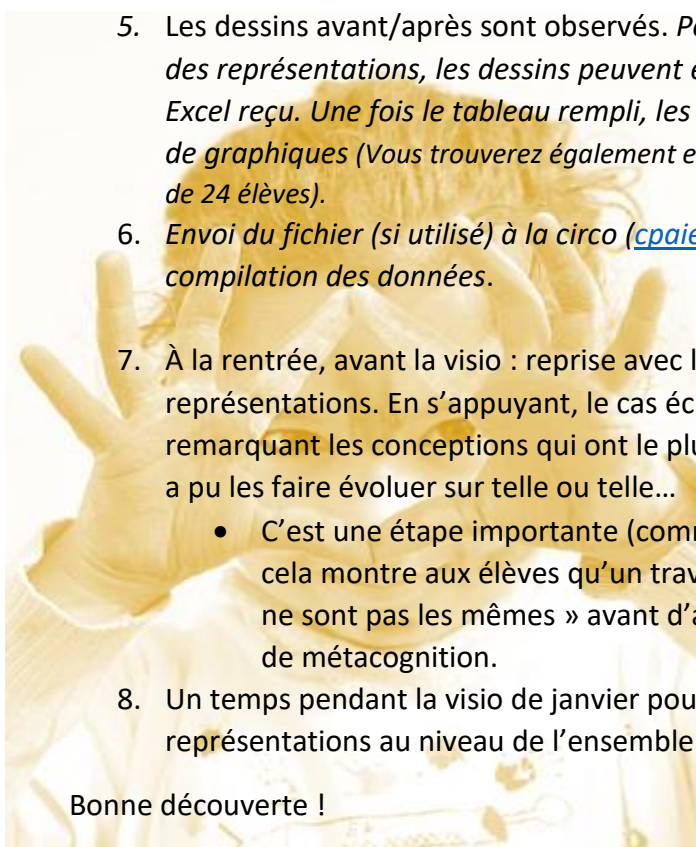 5. Les dessins avant/après sont observés.
des représentations, les dessins peuvent
Excel reçu. Une fois le tableau rempli, les
de graphiques (Vous trouverez également
de 24 élèves).
6. Envoi du fichier (si utilisé) à la circo (cpaie
compilation des données.
7. À la rentrée, avant la visio : reprise avec
représentations. En s’appuyant, le cas
remarquant les conceptions qui ont le
a pu les faire évoluer sur telle ou telle…
• C’est une étape importante (comm
cela montre aux élèves qu’un trav
ne sont pas les mêmes » avant
de métacognition.
8. Un temps pendant la visio de janvier
représentations au niveau de l’ensemble
Bonne découverte !